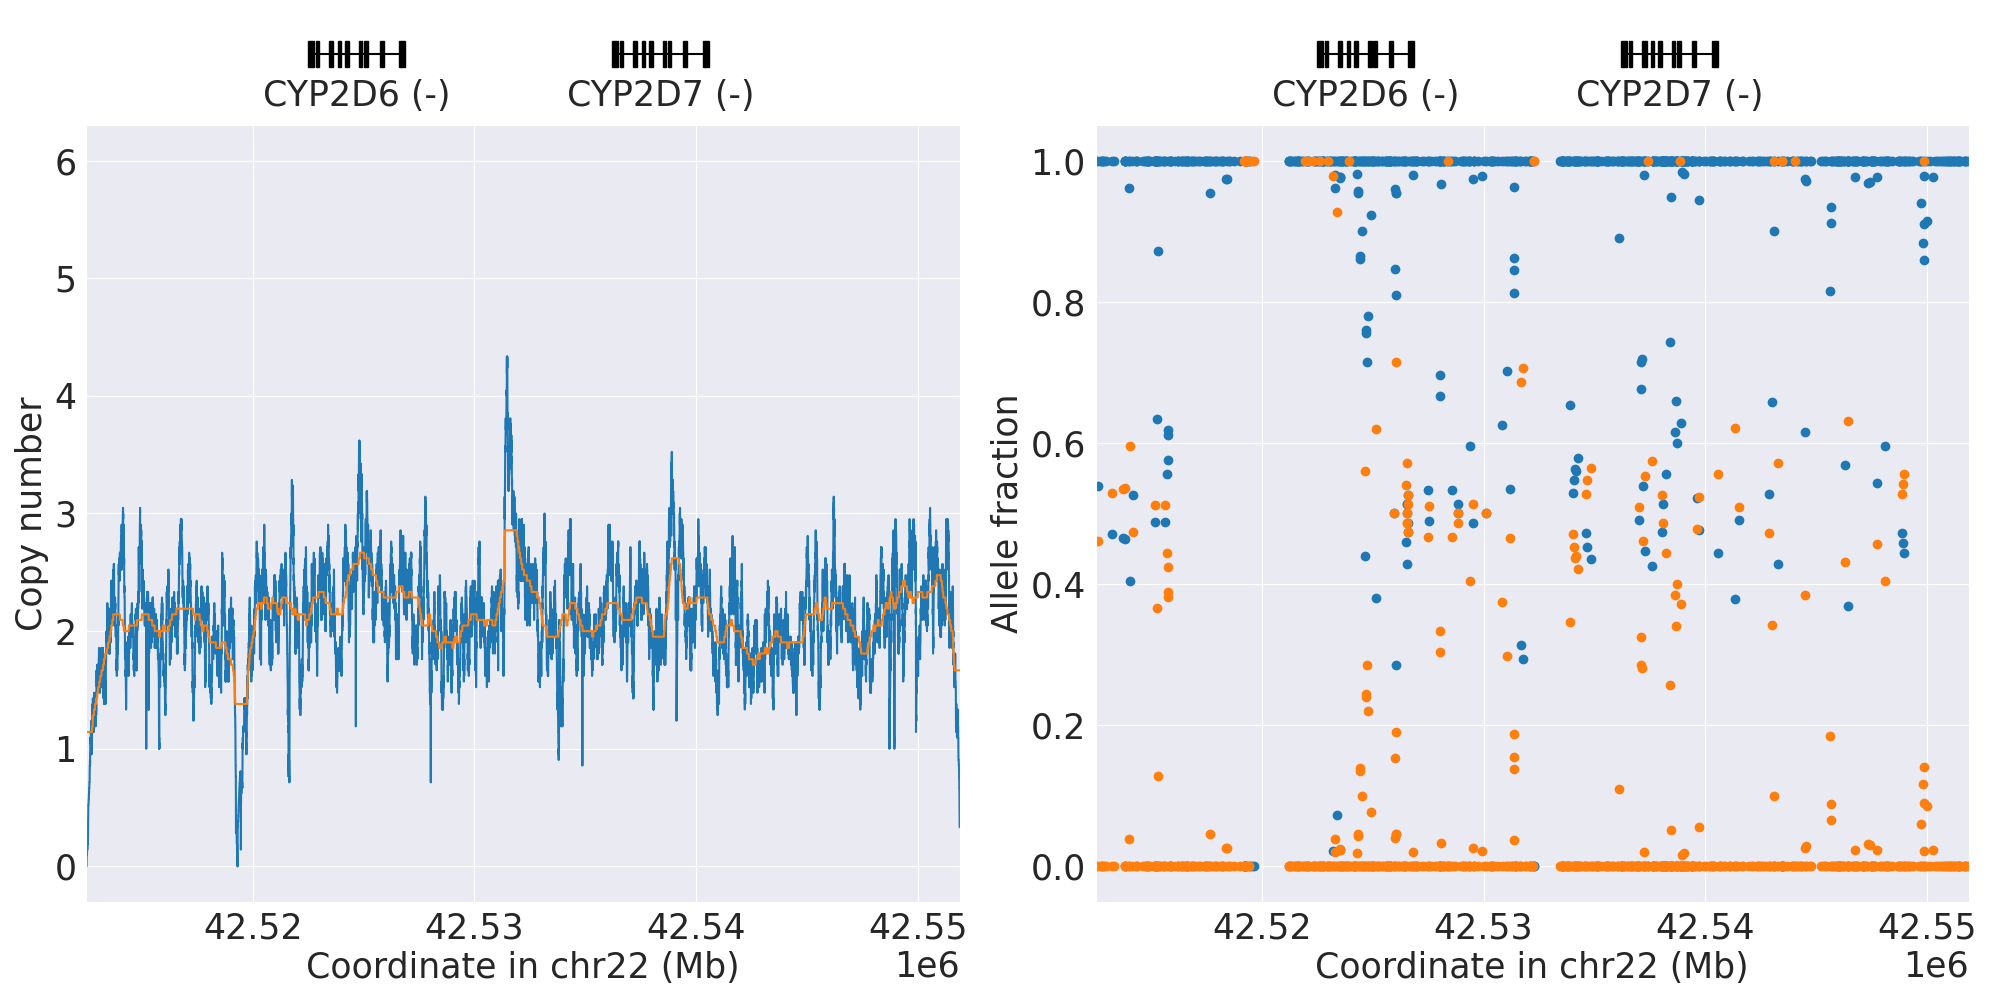 CYP2D6 (-) CYP2D7 (-)
6
5
4
3
2
1
0
Copy number
42.52 42.53 42.54 42.55
Coordinate in chr22 (Mb)
1e6
CYP2D6 (-) CYP2D7 (-)
1.0
0.8
0.6
0.4
0.2
0.0
Allele fraction
42.52 42.53 42.54 42.55
Coordinate in chr22 (Mb)
1e6